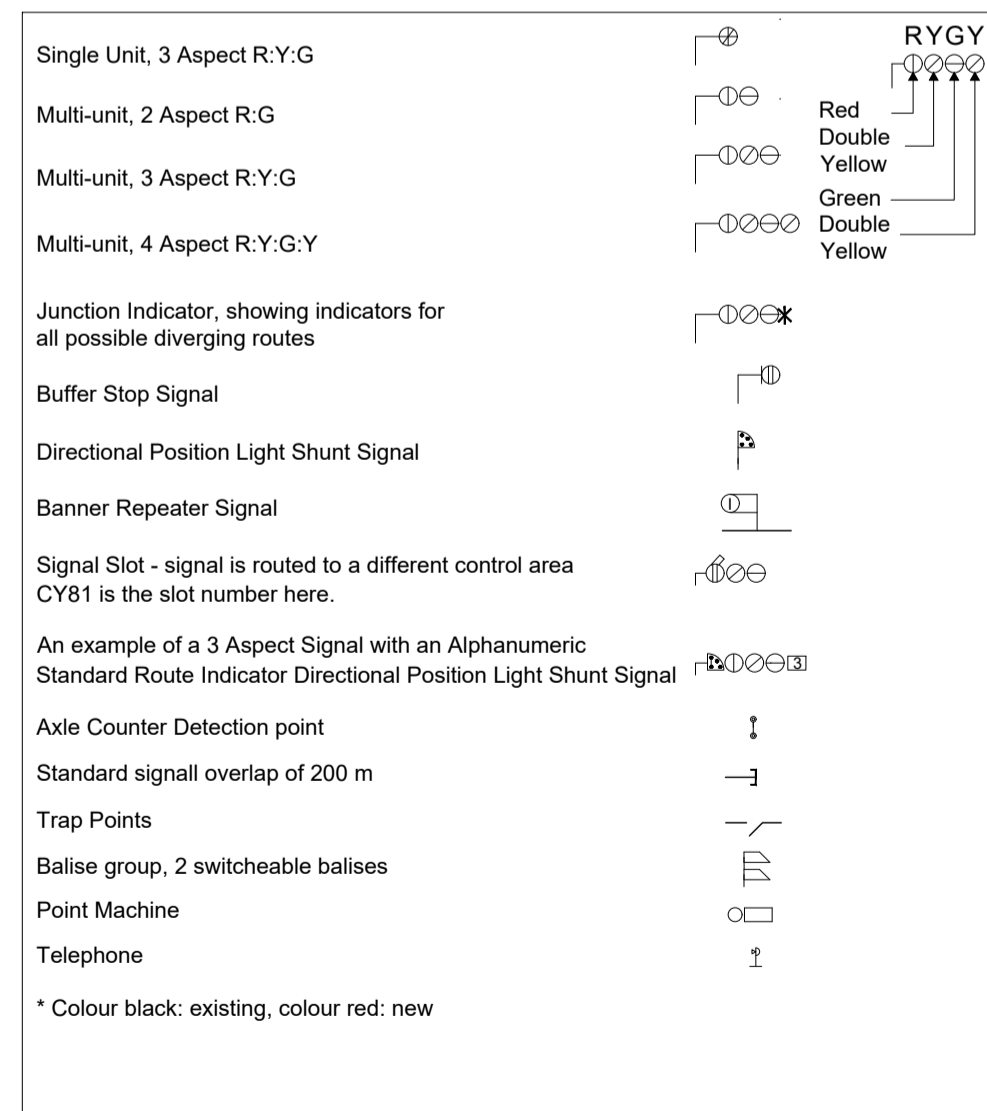 Single Unit, 3 Aspect R:Y:G
RYGY
Multi-unit, 2 Aspect R:G
Red
Double
Yellow
Multi-unit, 3 Aspect R:Y:G
Green
Double
Yellow
Multi-unit, 4 Aspect R:Y:G:Y
Junction Indicator, showing indicators for
all possible diverging routes
Buffer Stop Signal
Directional Position Light Shunt Signal
Banner Repeater Signal
Signal Slot - signal is routed to a different control area
CY81 is the slot number here.
An example of a 3 Aspect Signal with an Alphanumeric
Standard Route Indicator Directional Position Light Shunt Signal
3
Axle Counter Detection point
Standard signall overlap of 200 m
Trap Points
Balise group, 2 switcheable balises
Point Machine
Telephone
* Colour black: existing, colour red: new